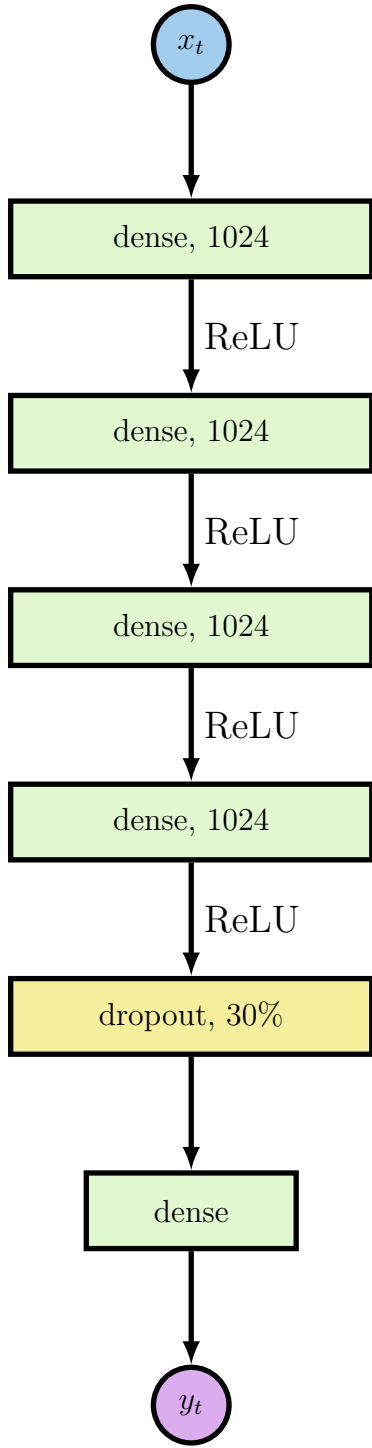 x_t
dense, 1024
ReLU
dense, 1024
ReLU
dense, 1024
ReLU
dense, 1024
ReLU
dropout, 30%
dense
y_t